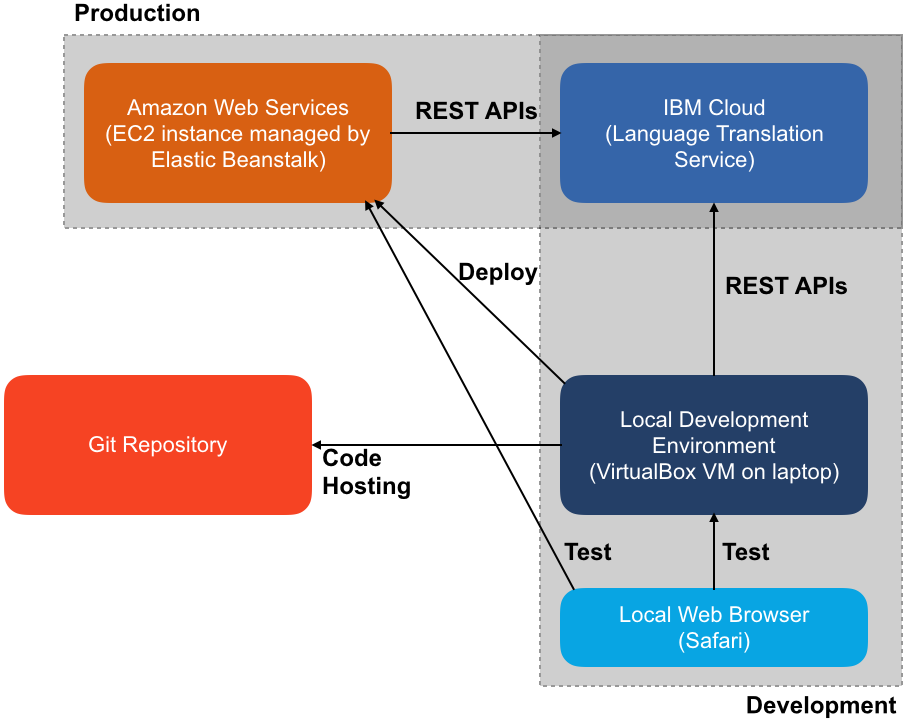 Production
Amazon Web Services
(EC2 instance managed by
Elastic Beanstalk)
REST APIs
IBM Cloud
(Language Translation
Service)
Deploy
REST APIs
Git Repository
Code
Hosting
Local Development
Environment
(VirtualBox VM on laptop)
Test
Test
Local Web Browser
(Safari)
Development